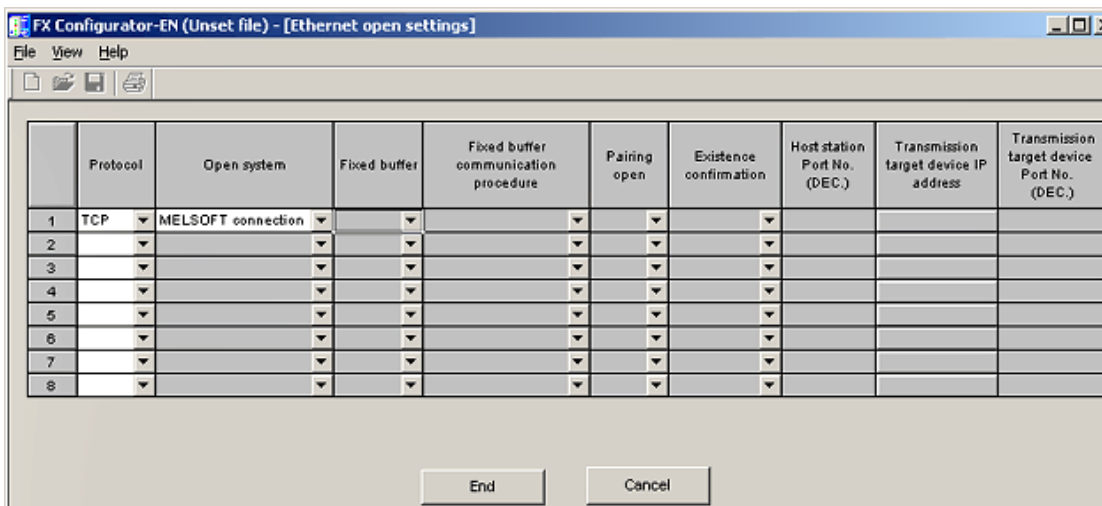 FX Configurator-EN (Unset file) - [Ethernet open settings]
File View Help
Protocol
Open system
Fixed buffer
Fixed buffer
communication
procedure
Pairing
open
Existence
confirmation
Host station
Port No.
(DEC.)
Transmission
target device IP
address
Transmission
target device
Port No.
(DEC.)
1 TCP MELSOFT connection
2
3
4
5
6
7
8
End Cancel